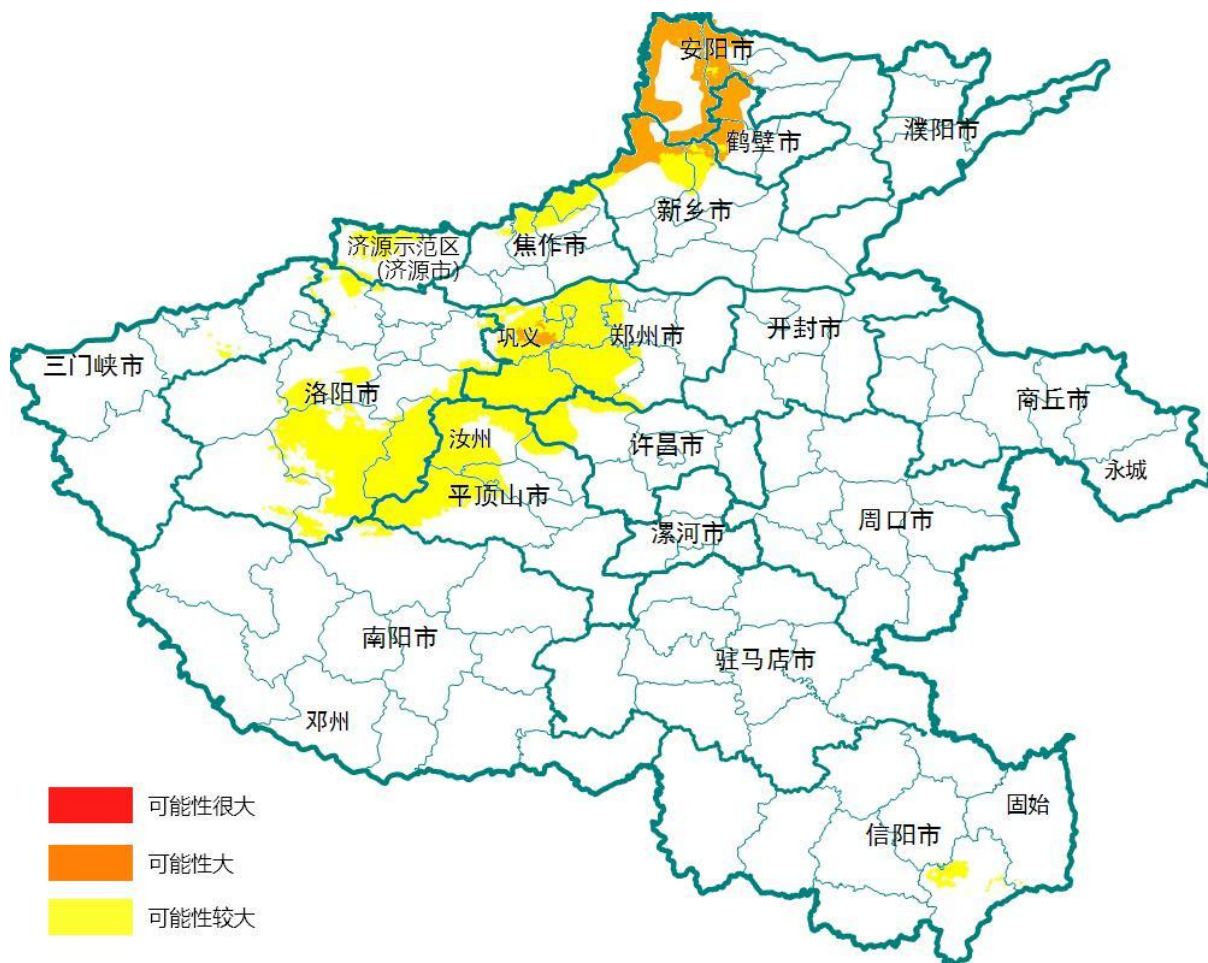 安阳市
濮阳市
鹤壁市
新乡市
焦作市
济源示范区
(济源市)
巩义
郑州市
开封市
三门峡市
洛阳市
商丘市
汝州
许昌市
永城
平顶山市
漯河市
周口市
南阳市
驻马店市
邓州
固始
信阳市
可能性很大
可能性大
可能性较大